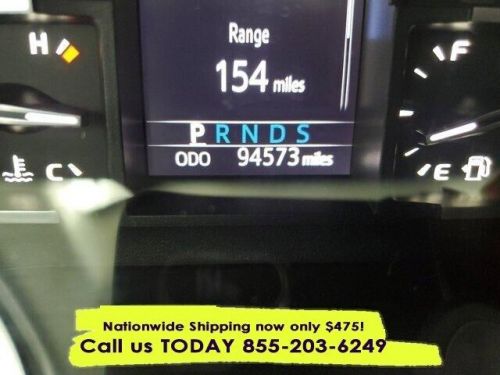 Range
H
F
154 miles
P R N D S
ODO 94573 miles
C
E
Nationwide Shipping now only $475!
Call us TODAY 855-203-6249